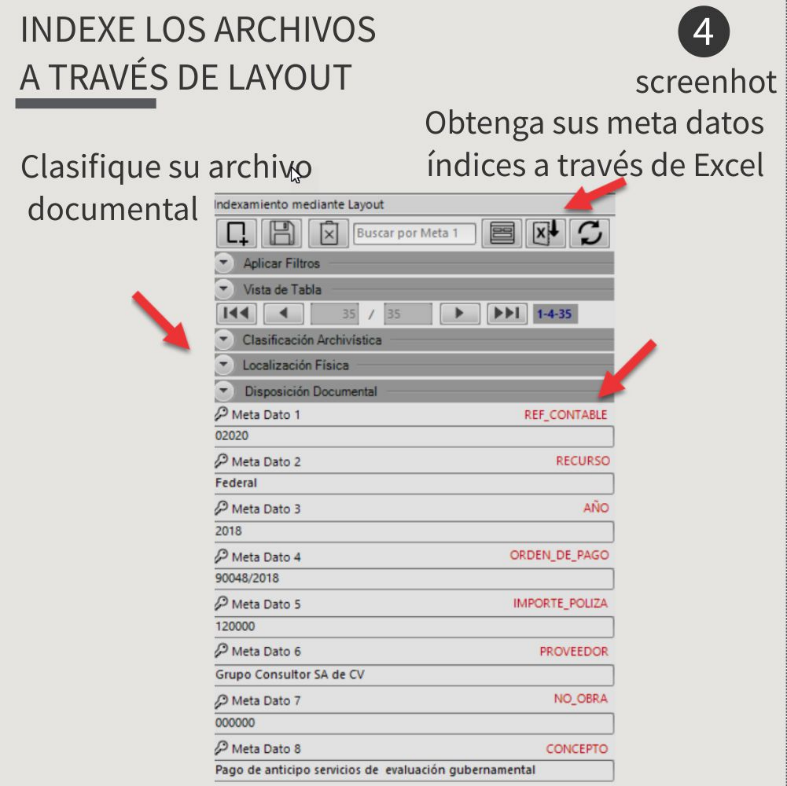 INDEXE LOS ARCHIVOS
A TRAVÉS DE LAYOUT
4
screenhot
Obtenga sus meta datos
índices a través de Excel
Clasifique su archivo
documental
Indexamiento mediante Layout
Buscar por Meta 1
Aplicar Filtros
Vista de Tabla
35 / 35 1-4-35
Clasificación Archivística
Localización Física
Disposición Documental
Meta Dato 1 REF_CONTABLE
02020
Meta Dato 2 RECURSO
Federal
Meta Dato 3 AÑO
2018
Meta Dato 4 ORDEN_DE_PAGO
90048/2018
Meta Dato 5 IMPORTE_POLIZA
120000
Meta Dato 6 PROVEEDOR
Grupo Consultor SA de CV
Meta Dato 7 NO_OBRA
000000
Meta Dato 8 CONCEPTO
Pago de anticipo servicios de evaluación gubernamental